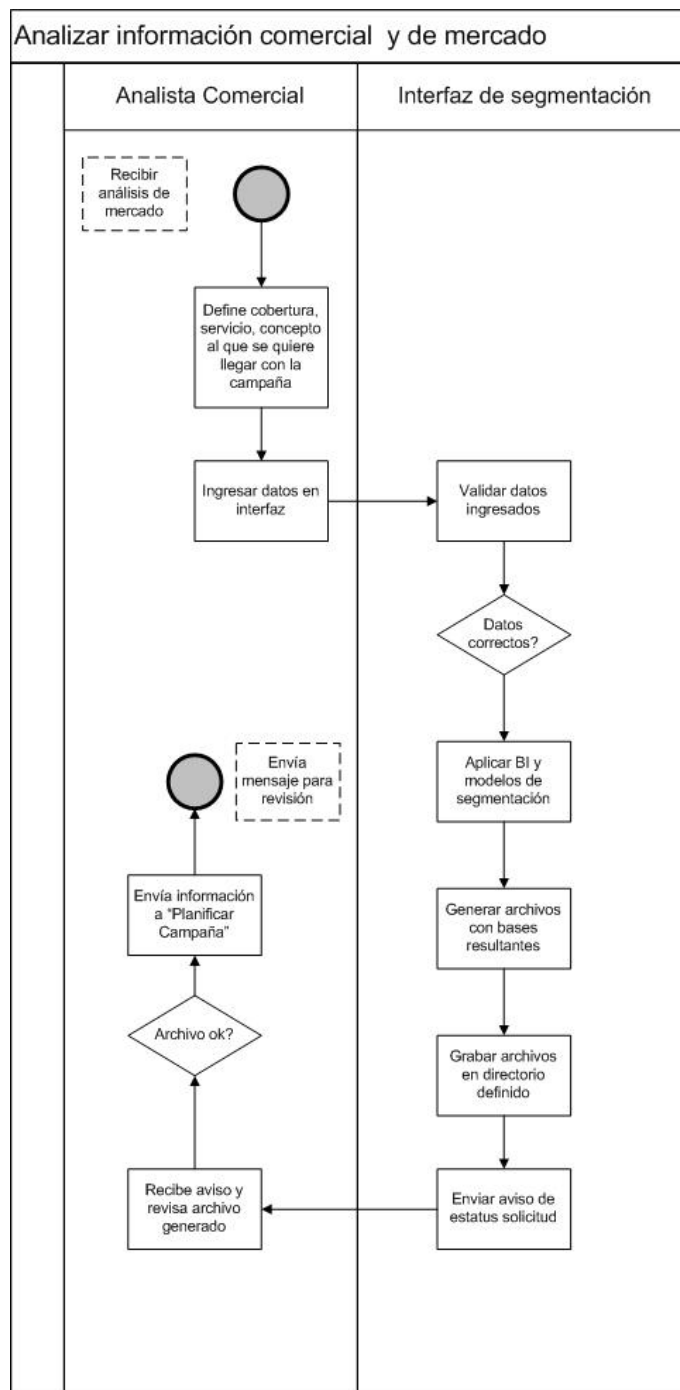 Analizar información comercial y de mercado
Analista Comercial
Interfaz de segmentación
Recibir
análisis de
mercado
Define cobertura,
servicio, concepto
al que se quiere
llegar con la
campaña
Ingresar datos en
interfaz
Validar datos
ingresados
Datos
correctos?
Aplicar BI y
modelos de
segmentación
Generar archivos
con bases
resultantes
Grabar archivos
en directorio
definido
Enviar aviso de
estatus solicitud
Recibe aviso y
revisa archivo
generado
Archivo ok?
Envía información
a “Planificar
Campaña”
Envía
mensaje para
revisión